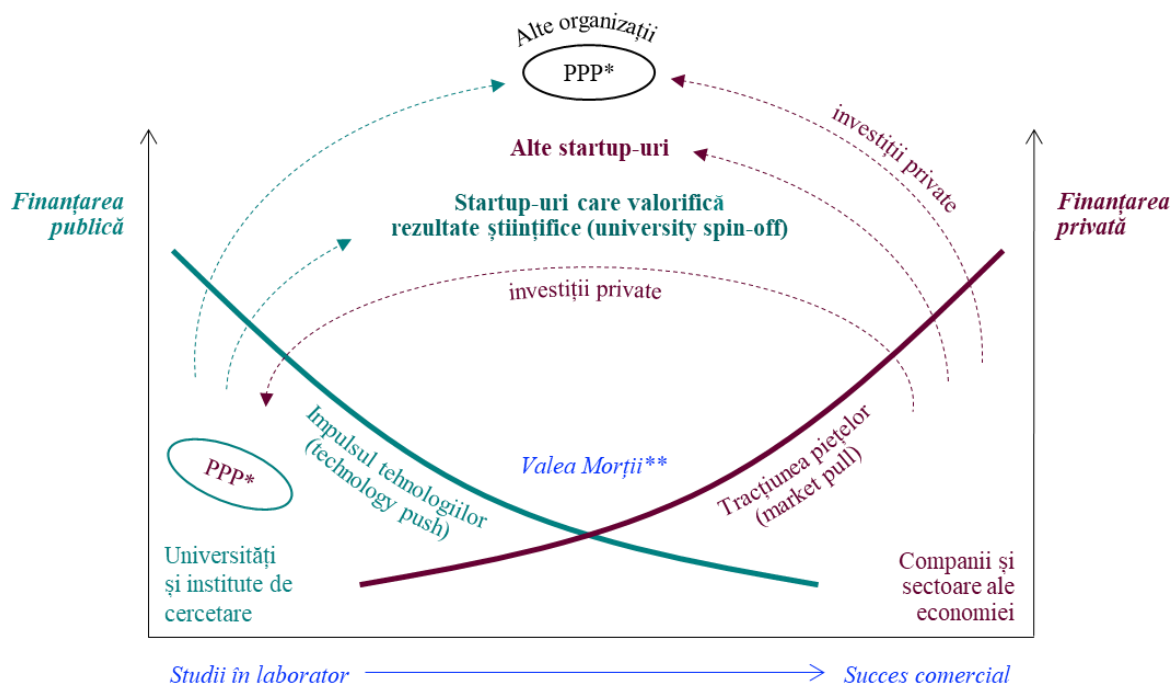 Alte organizații
PPP*
investiții private
Alte startup-uri
Finanțarea
publică
Startup-uri care valorifică
rezultate științifice (university spin-off)
Finanțarea
privată
investiții private
PPP*
Impulsul tehnologiilor
(technology push)
Valea Morții**
Tracțiunea piețelor
(market pull)
Universități
și institute de
cercetare
Companii și
sectoare ale
economiei
Studii în laborator
Succes comercial